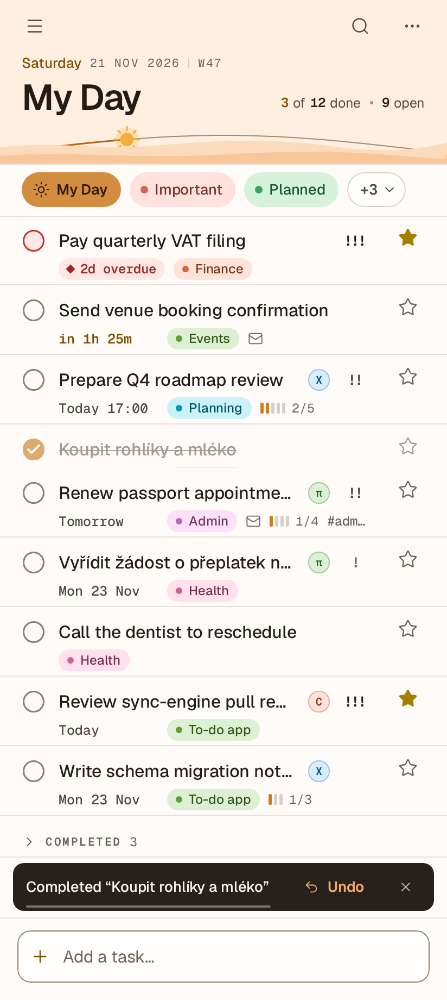 Saturday 21 NOV 2026 | W47
My Day
3 of 12 done • 9 open
My Day
Important
Planned
+3
Pay quarterly VAT filing !!!
2d overdue Finance
Send venue booking confirmation
in 1h 25m Events
Prepare Q4 roadmap review X !!
Today 17:00 Planning 2/5
Koupit rohlíky a mléko
Renew passport appointme… π !!
Tomorrow Admin 1/4 #adm…
Vyřídit žádost o přeplatek n… π !
Mon 23 Nov Health
Call the dentist to reschedule
Health
Review sync-engine pull re… C !!!
Today To-do app
Write schema migration not… X
Mon 23 Nov To-do app 1/3
COMPLETED 3
Completed “Koupit rohlíky a mléko” Undo
Add a task…